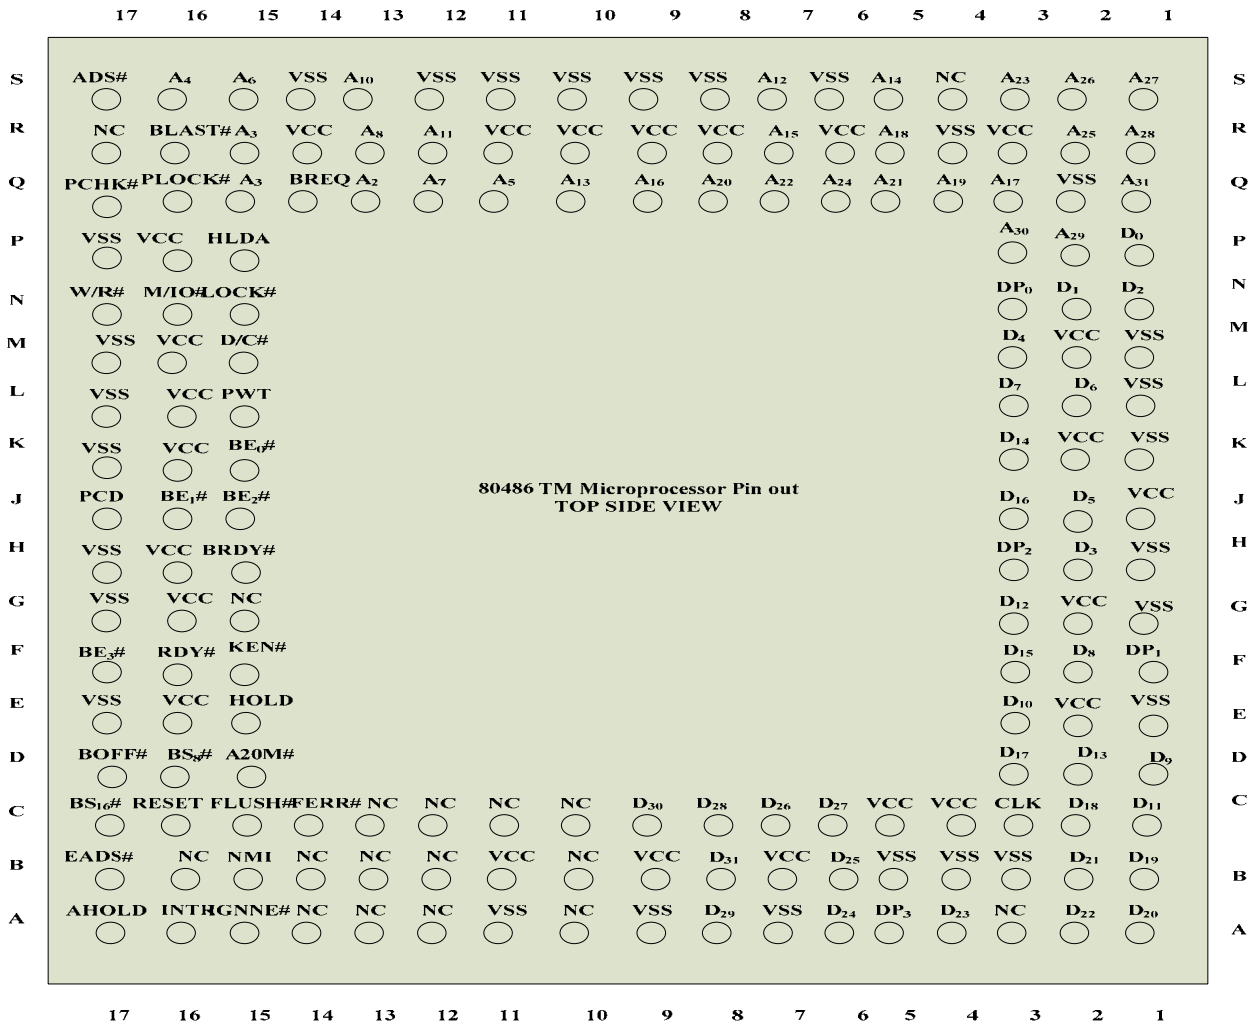 17 16 15 14 13 12 11 10 9 8 7 6 5 4 3 2 1
S ADS# A4 A6 VSS A10 VSS VSS VSS VSS VSS A12 VSS A14 NC A23 A26 A27 S
R NC BLAST# A3 VCC A8 A11 VCC VCC VCC VCC A15 VCC A18 VSS VCC A25 A28 R
Q PCHK# PLOCK# A3 BREQ A2 A7 A5 A13 A16 A20 A22 A24 A21 A19 A17 VSS A31 Q
P VSS VCC HLDA A30 A29 D0 P
N W/R# M/IO# LOCK# DP0 D1 D2 N
M VSS VCC D/C# D4 VCC VSS M
L VSS VCC PWT D7 D6 VSS L
K VSS VCC BE0# D14 VCC VSS K
80486 TM Microprocessor Pin out
TOP SIDE VIEW
J PCD BE1# BE2# D16 D5 VCC J
H VSS VCC BRDY# DP2 D3 VSS H
G VSS VCC NC D12 VCC VSS G
F BE3# RDY# KEN# D15 D8 DP1 F
E VSS VCC HOLD D10 VCC VSS E
D BOFF# BS8# A20M# D17 D13 D9 D
C BS16# RESET FLUSH# FERR# NC NC NC NC D30 D28 D26 D27 VCC VCC CLK D18 D11 C
B EADS# NC NMI NC NC NC VCC NC VCC D31 VCC D25 VSS VSS VSS D21 D19 B
A AHOLD INTR IGNNE# NC NC NC VSS NC VSS D29 VSS D24 DP3 D23 NC D22 D20 A
17 16 15 14 13 12 11 10 9 8 7 6 5 4 3 2 1